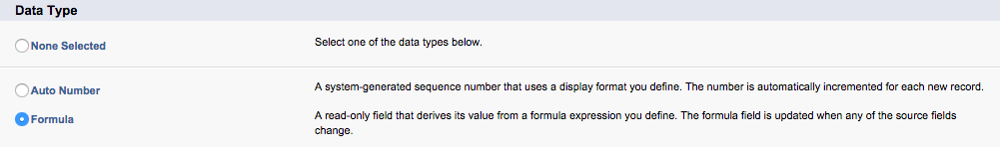 Data Type
None Selected
Select one of the data types below.
Auto Number
A system-generated sequence number that uses a display format you define. The number is automatically incremented for each new record.
Formula
A read-only field that derives its value from a formula expression you define. The formula field is updated when any of the source fields
change.